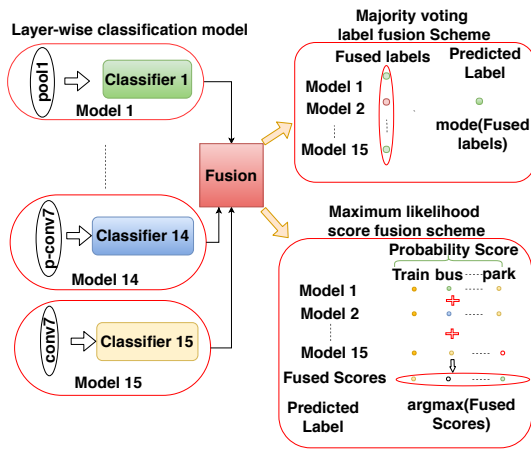 Layer-wise classification model
pool1
Classifier 1
Model 1
p-conv7
Classifier 14
Model 14
conv7
Classifier 15
Model 15
Fusion
Majority voting
label fusion Scheme
Fused labels
Predicted
Label
Model 1
Model 2
Model 15
mode(Fused
labels)
Maximum likelihood
score fusion scheme
Probability Score
Train bus park
Model 1
Model 2
Model 15
Fused Scores
Predicted
Label
argmax(Fused
Scores)